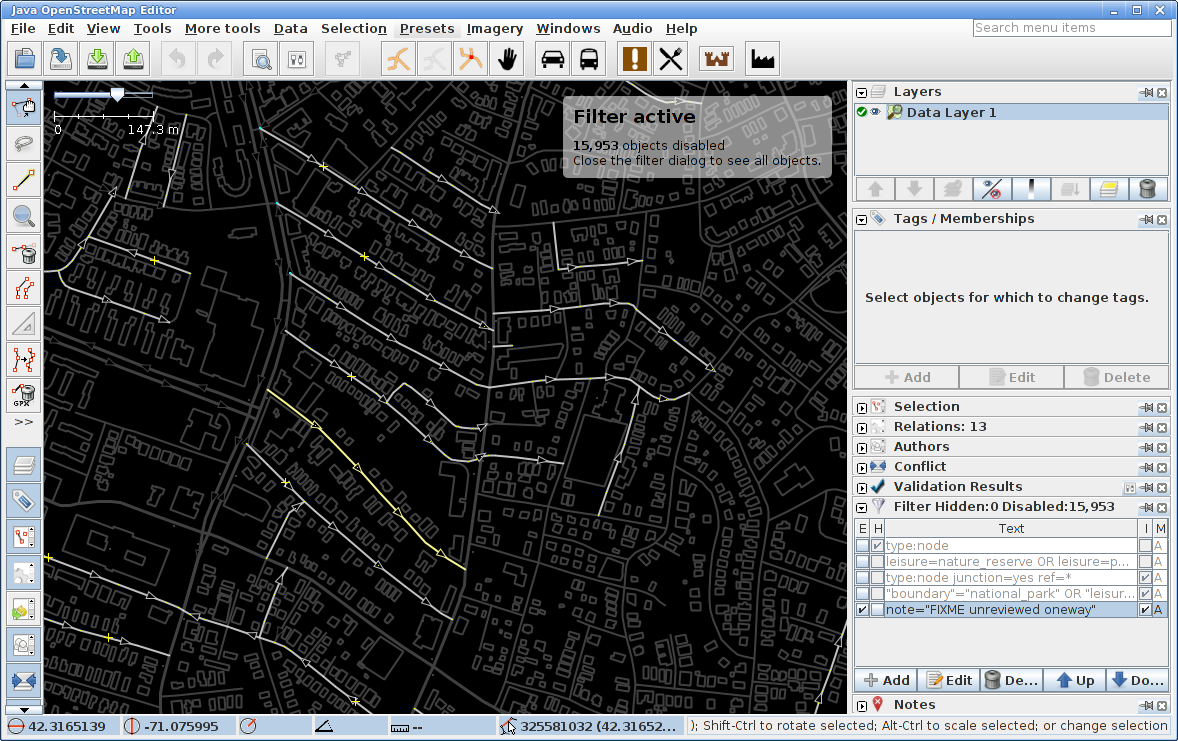 Java OpenStreetMap Editor
File Edit View Tools More tools Data Selection Presets Imagery Windows Audio Help
Search menu items
0 147.3 m
Filter active
15,953 objects disabled
Close the filter dialog to see all objects.
Layers
Data Layer 1
Tags / Memberships
Select objects for which to change tags.
Add Edit Delete
Selection
Relations: 13
Authors
Conflict
Validation Results
Filter Hidden:0 Disabled:15,953
E H Text I M
type:node A
leisure=nature_reserve OR leisure=p... A
type:node junction=yes ref=* A
"boundary"="national_park" OR "leisur... A
note="FIXME unreviewed oneway" A
Add Edit De... Up Do...
Notes
GPX
>>
42.3165139 -71.075995 -- 325581032 (42.31652... ); Shift-Ctrl to rotate selected; Alt-Ctrl to scale selected; or change selection